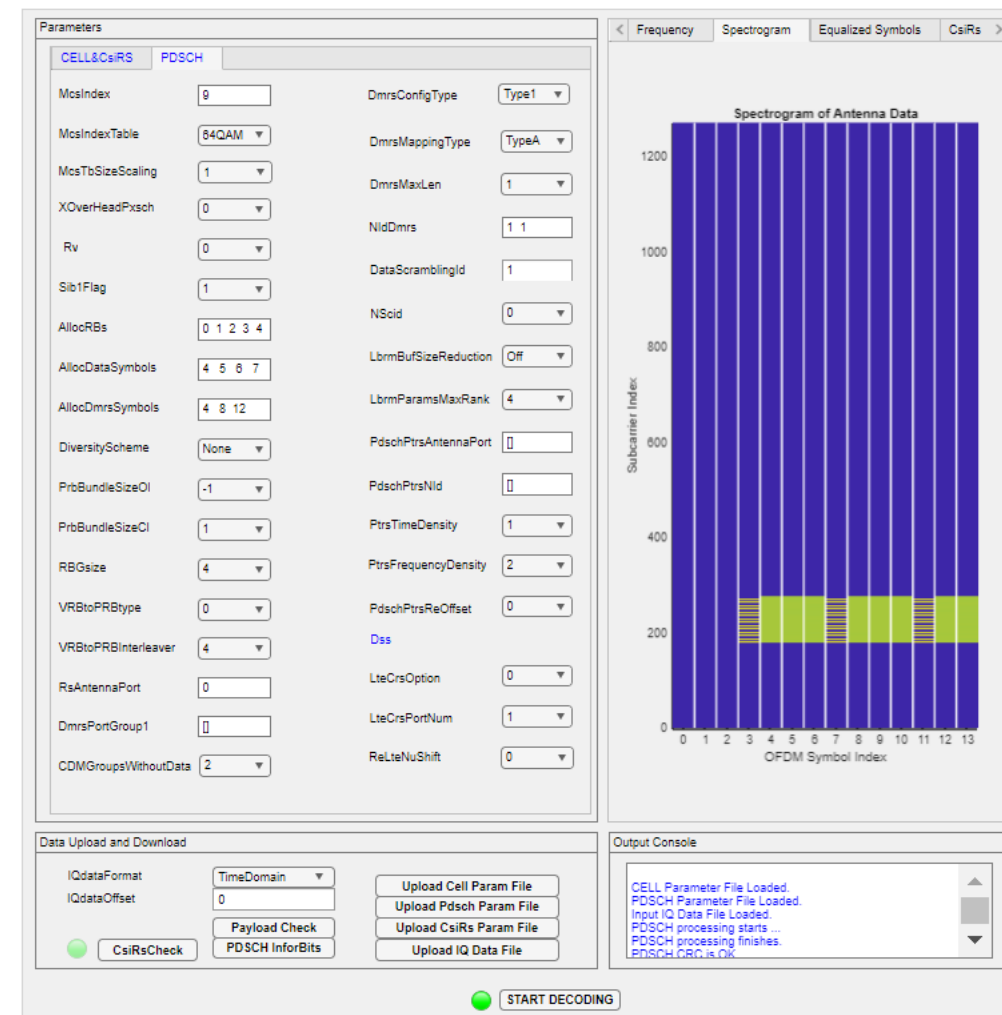 Parameters
CELL&CsiRS PDSCH
McsIndex 9
McsIndexTable 64QAM
McsTbSizeScaling 1
XOverHeadPxsch 0
Rv 0
Sib1Flag 1
AllocRBs 0 1 2 3 4
AllocDataSymbols 4 5 6 7
AllocDmrsSymbols 4 8 12
DiversityScheme None
PrbBundleSizeOl -1
PrbBundleSizeCl 1
RBGsize 4
VRBtoPRBtype 0
VRBtoPRBInterleaver 4
RsAntennaPort 0
DmrsPortGroup1 []
CDMGroupsWithoutData 2
DmrsConfigType Type1
DmrsMappingType TypeA
DmrsMaxLen 1
NIdDmrs 1 1
DataScramblingId 1
NScid 0
LbrmBufSizeReduction Off
LbrmParamsMaxRank 4
PdschPtrsAntennaPort []
PdschPtrsNId []
PtrsTimeDensity 1
PtrsFrequencyDensity 2
PdschPtrsReOffset 0
Dss
LteCrsOption 0
LteCrsPortNum 1
ReLteNuShift 0
< Frequency Spectrogram Equalized Symbols CsiRs >
Spectrogram of Antenna Data
1200
1000
800
600
400
200
0
Subcarrier Index
0 1 2 3 4 5 6 7 8 9 10 11 12 13
OFDM Symbol Index
Data Upload and Download
IQdataFormat TimeDomain
IQdataOffset 0
Payload Check
CsiRsCheck PDSCH InforBits
Upload Cell Param File
Upload Pdsch Param File
Upload CsiRs Param File
Upload IQ Data File
Output Console
CELL Parameter File Loaded.
PDSCH Parameter File Loaded.
Input IQ Data File Loaded.
PDSCH processing starts ...
PDSCH processing finishes.
PDSCH CRC is OK
START DECODING